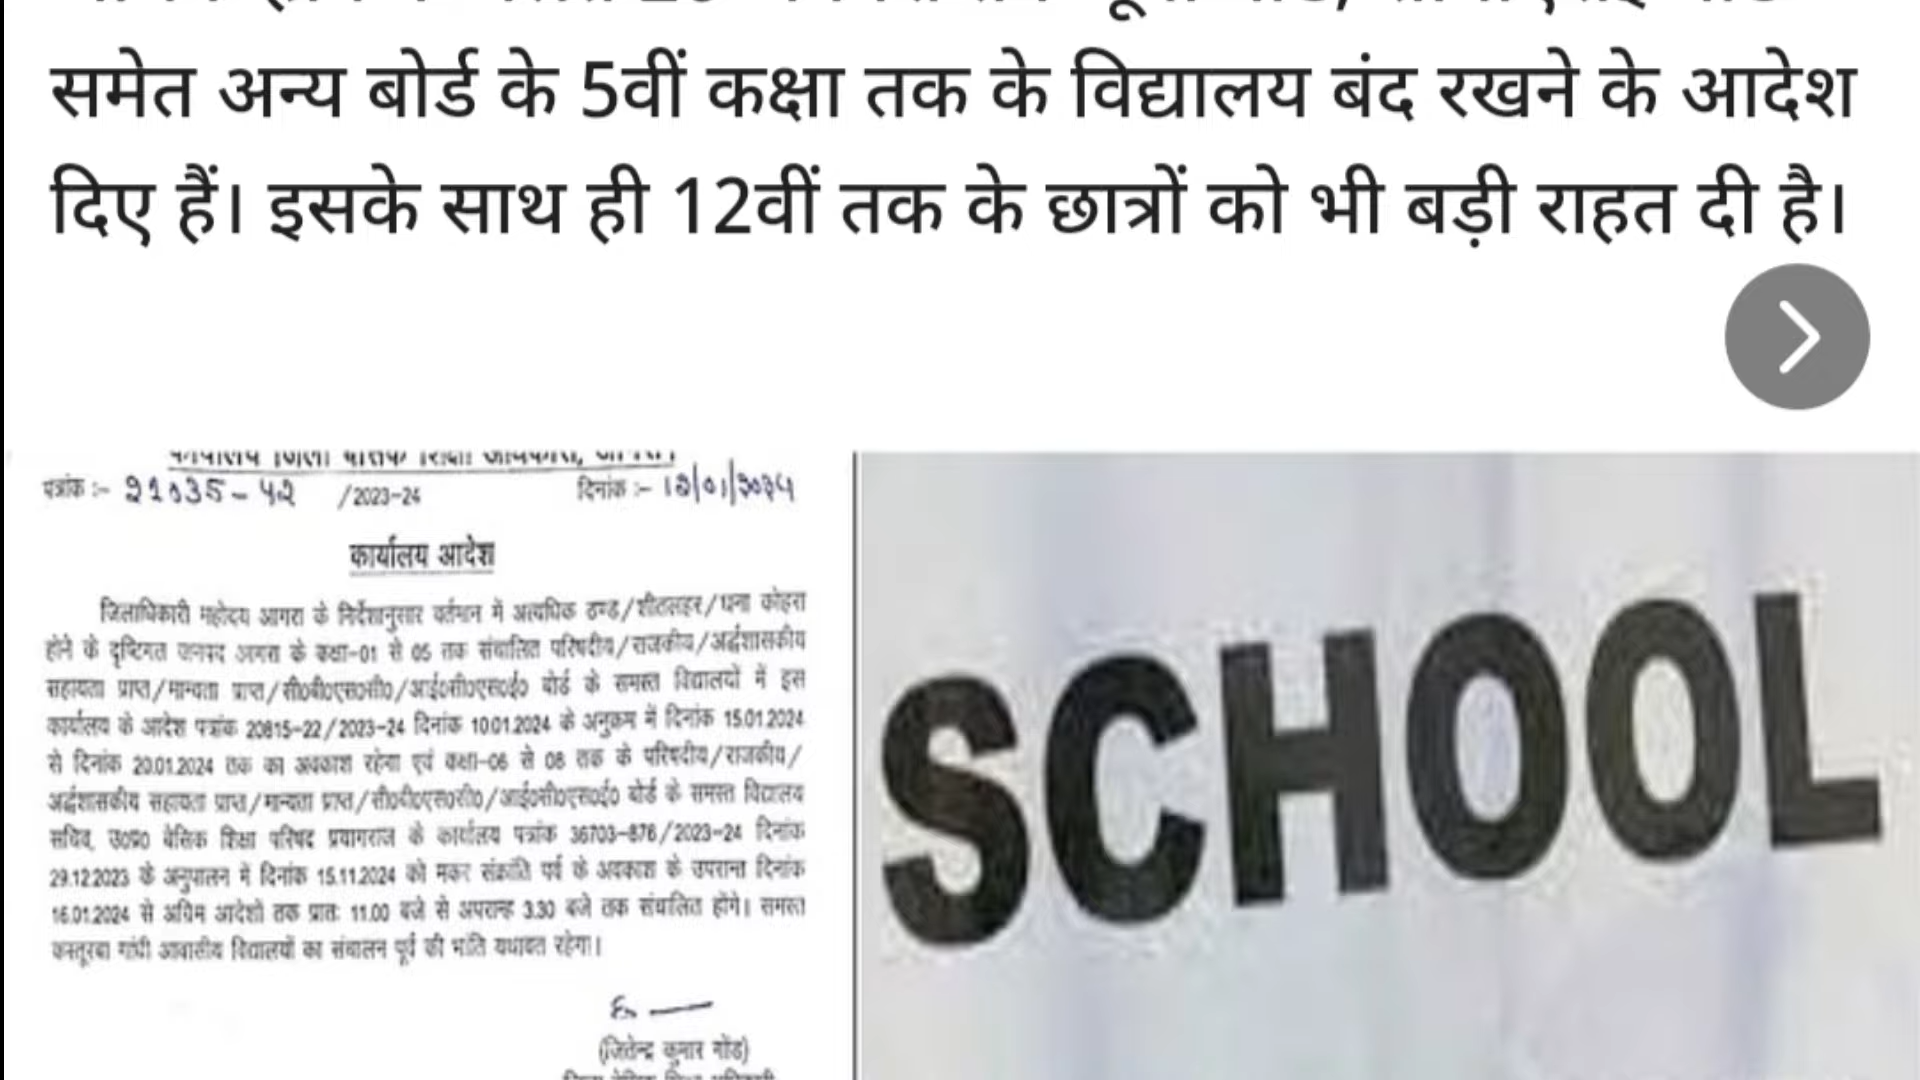 समेत अन्य बोर्ड के 5वीं कक्षा तक के विद्यालय बंद रखने के आदेश
दिए हैं। इसके साथ ही 12वीं तक के छात्रों को भी बड़ी राहत दी है।
पत्रांक :- /2023-24 दिनांक :-
कार्यालय आदेश
जिलाधिकारी महोदय आगरा के निर्देशानुसार वर्तमान में अत्यधिक ठण्ड/शीतलहर/घना कोहरा
होने के दृष्टिगत जनपद आगरा के कक्षा-01 से 05 तक संचालित परिषदीय/राजकीय/अर्द्धशासकीय
सहायता प्राप्त/मान्यता प्राप्त/सी०बी०एस०सी०/आई०सी०एस०ई० बोर्ड के समस्त विद्यालयों में इस
कार्यालय के आदेश पत्रांक 20815-22/2023-24 दिनांक 10.01.2024 के अनुक्रम में दिनांक 15.01.2024
से दिनांक 20.01.2024 तक का अवकाश रहेगा एवं कक्षा-06 से 08 तक के परिषदीय/राजकीय/
अर्द्धशासकीय सहायता प्राप्त/मान्यता प्राप्त/सी०बी०एस०सी०/आई०सी०एस०ई० बोर्ड के समस्त विद्यालय
सचिव, उ०प्र० बेसिक शिक्षा परिषद प्रयागराज के कार्यालय पत्रांक 36703-876/2023-24 दिनांक
29.12.2023 के अनुपालन में दिनांक 15.11.2024 को मकर संक्रांति पर्व के अवकाश के उपरान्त दिनांक
16.01.2024 से अग्रिम आदेशो तक प्रातः 11.00 बजे से अपरान्ह 3.30 बजे तक संचालित होंगे। समस्त
कस्तूरबा गांधी आवासीय विद्यालयों का संचालन पूर्व की भांति यथावत रहेगा।
(जितेन्द्र कुमार गोंड)
SCHOOL